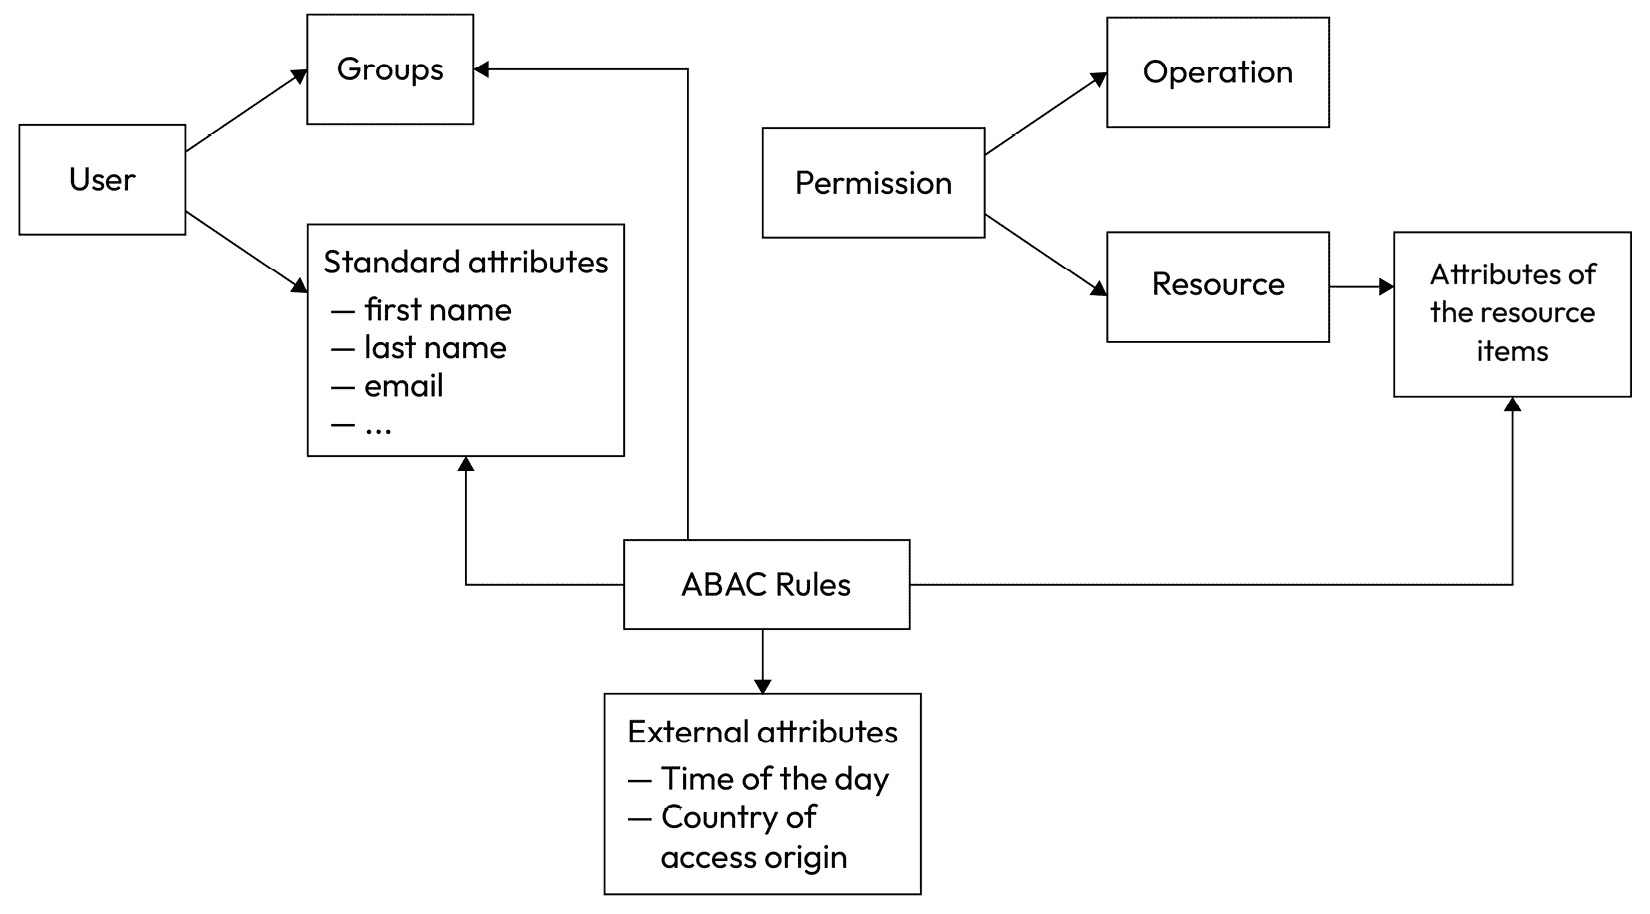 Groups
Operation
User
Permission
Standard attributes
— first name
— last name
— email
— ...
Resource
Attributes of
the resource
items
ABAC Rules
External attributes
— Time of the day
— Country of
access origin